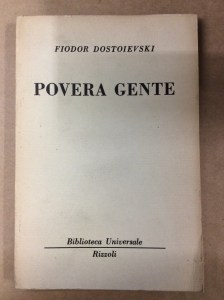 FIODOR DOSTOIEVSKI
POVERA GENTE
Biblioteca Universale
Rizzoli